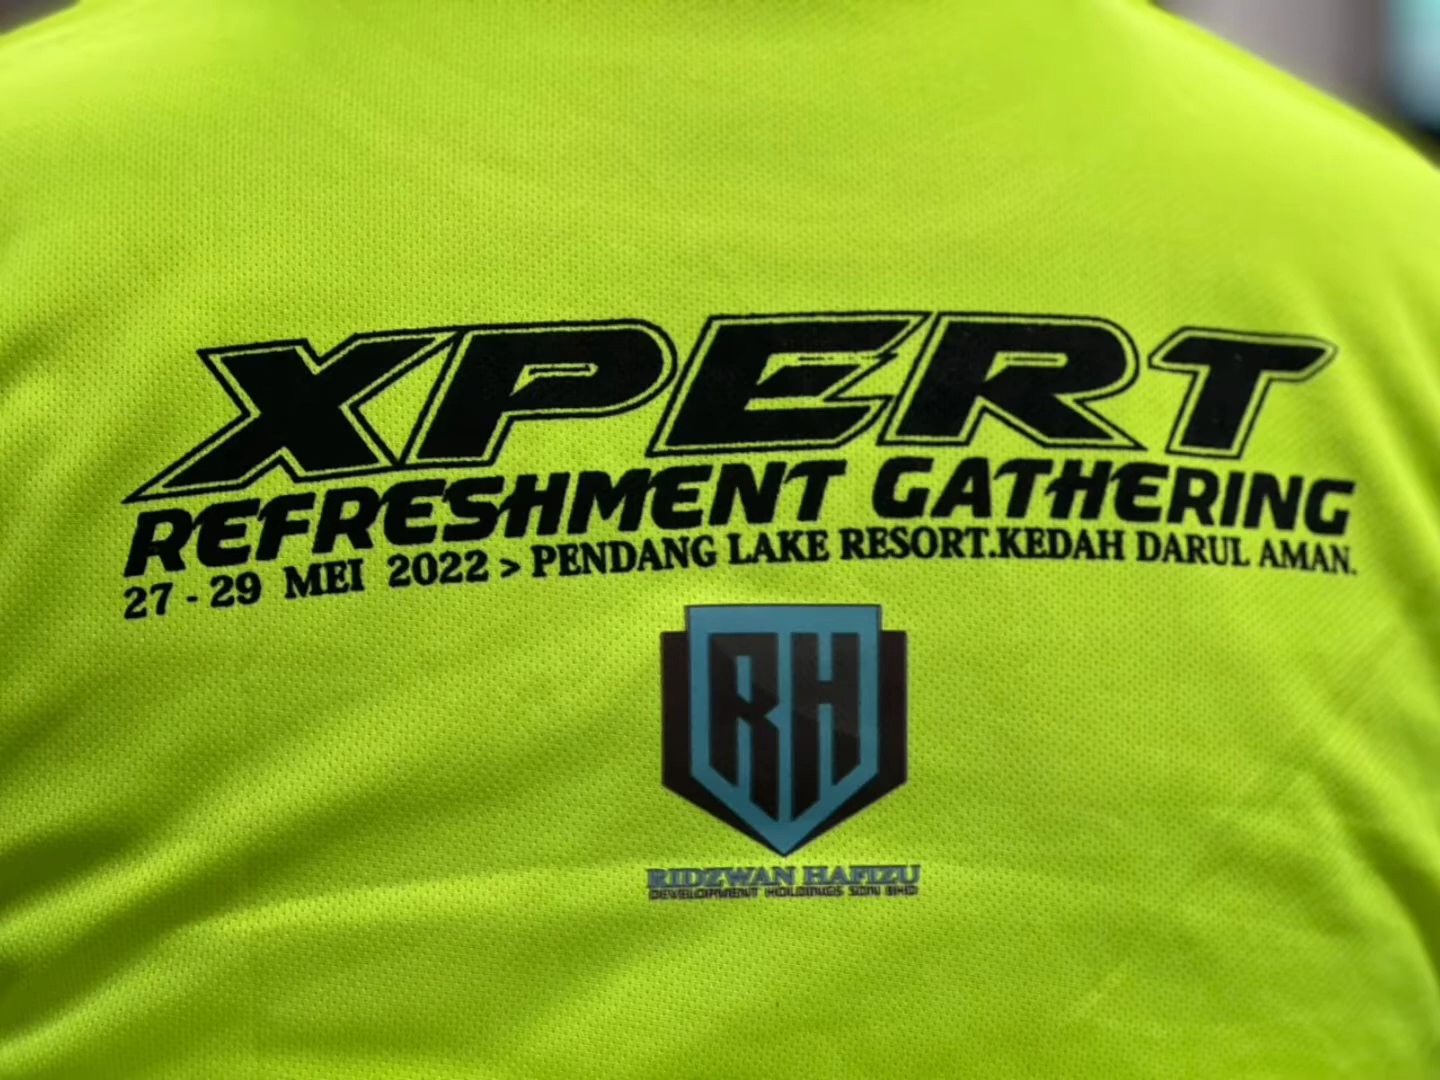 XPERT
REFRESHMENT GATHERING
27 - 29 MEI 2022 > PENDANG LAKE RESORT.KEDAH DARUL AMAN.
RH
RIDZWAN HAFIZU
DEVELOPMENT HOLDINGS SDN BHD